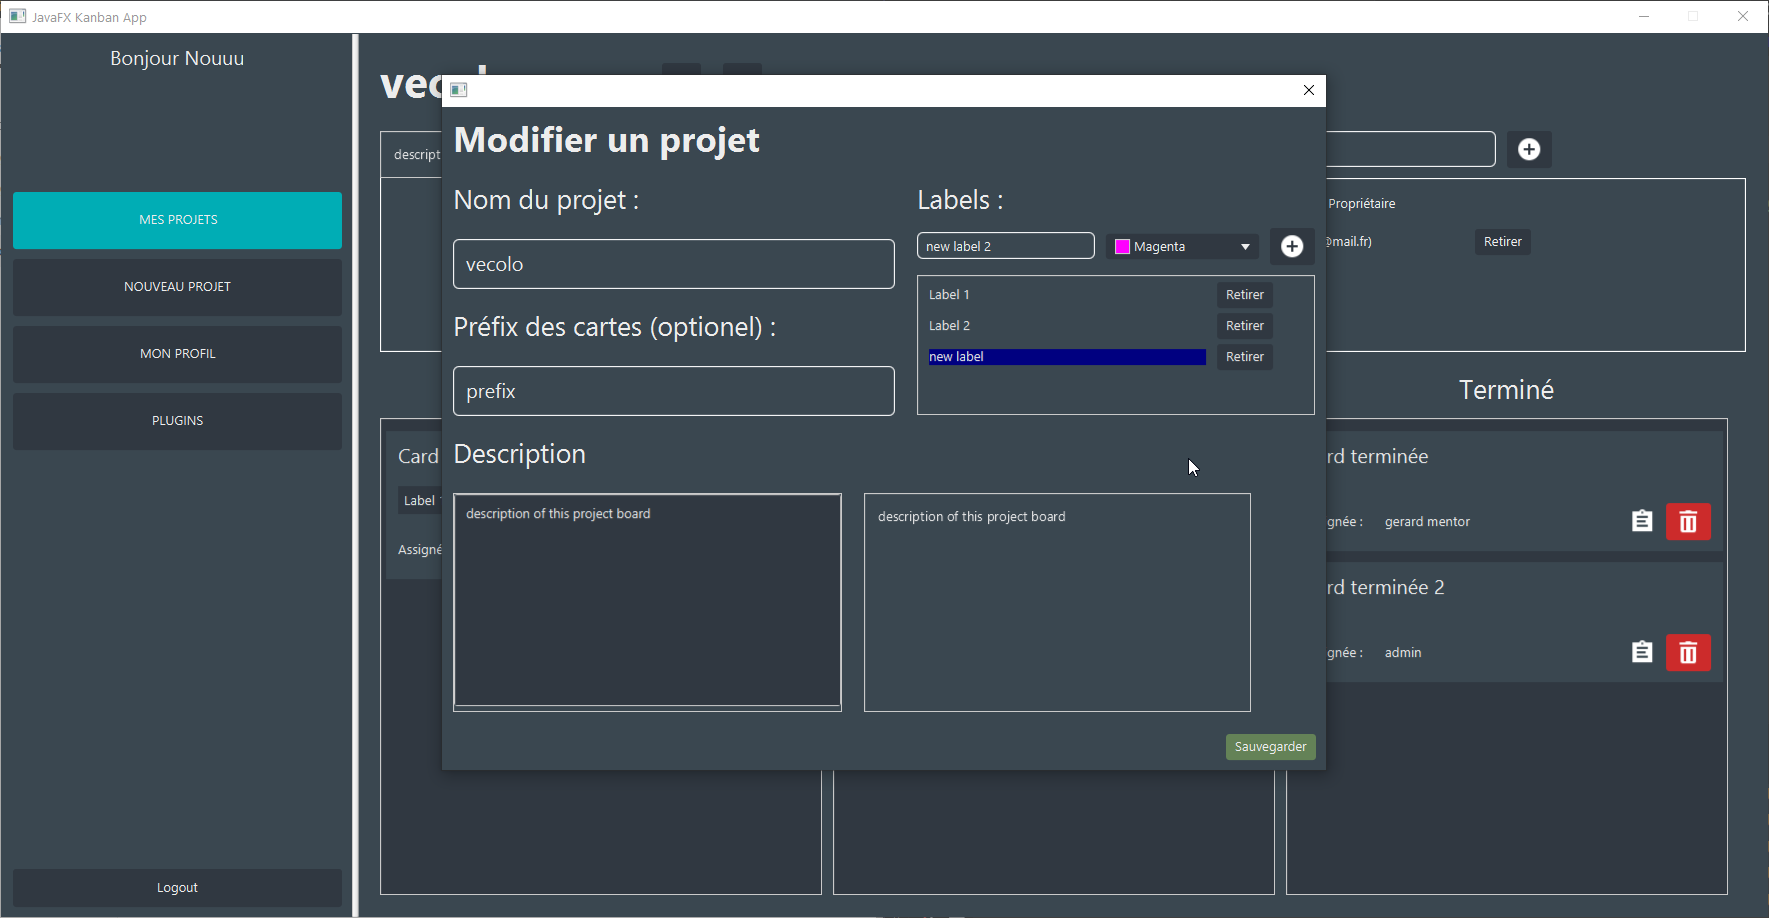 JavaFX Kanban App
Bonjour Nouuu
MES PROJETS
NOUVEAU PROJET
MON PROFIL
PLUGINS
Logout
descript
Propriétaire
@mail.fr)
Retirer
Terminé
Card
Label
Assigné
rd terminée
gnée :
gerard mentor
rd terminée 2
gnée :
admin
Modifier un projet
Nom du projet :
vecolo
Préfix des cartes (optionel) :
prefix
Labels :
new label 2
Magenta
Label 1
Retirer
Label 2
Retirer
new label
Retirer
Description
description of this project board
description of this project board
Sauvegarder